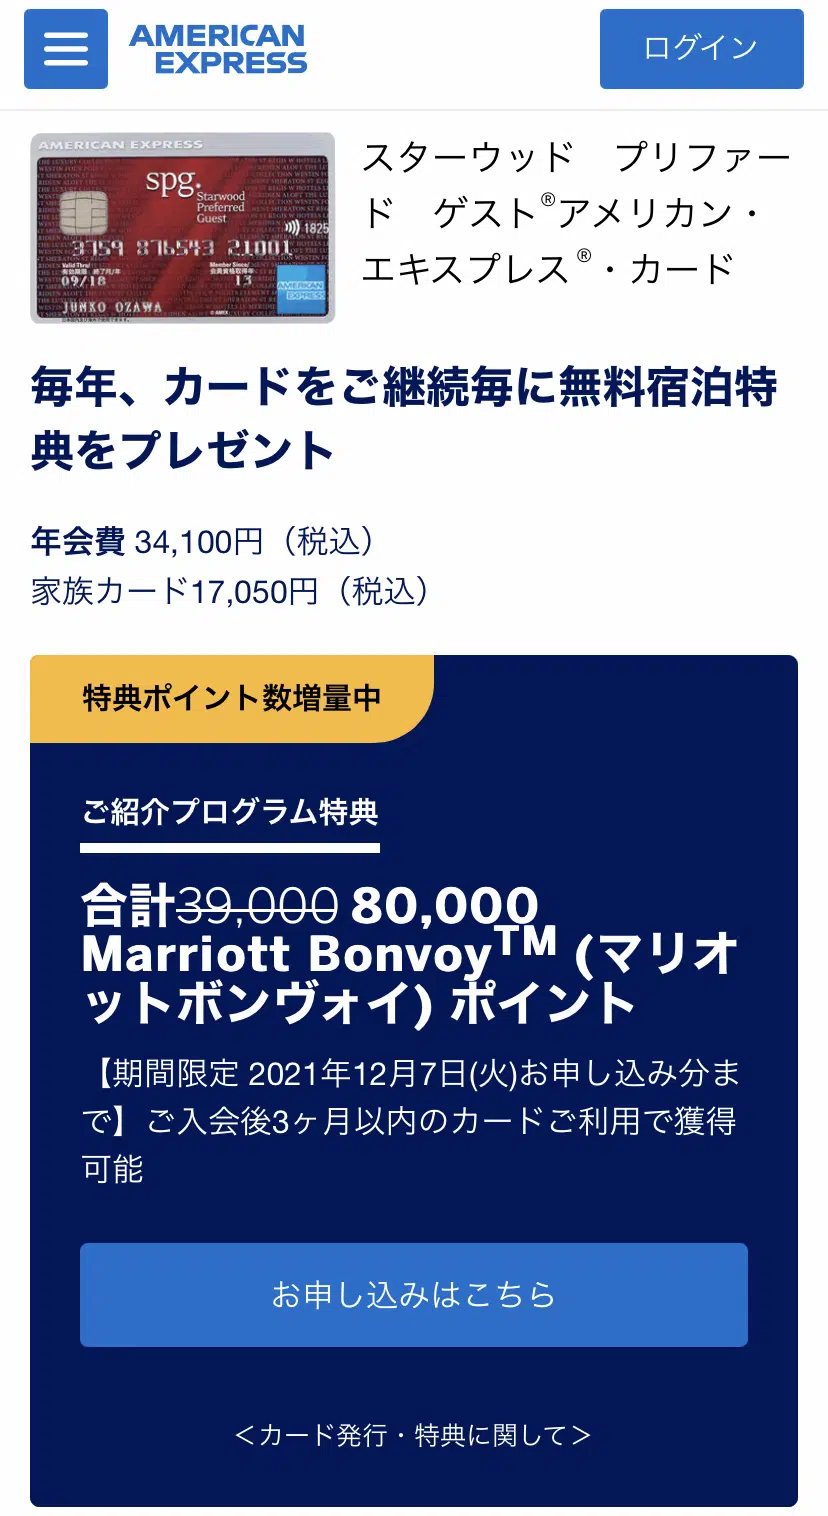 AMERICAN
EXPRESS
ログイン
AMERICAN EXPRESS
spg.
Starwood
Preferred
Guest
1825
3759 876543 21001
Valid Thru
Member Since
09/18
13
AMERICAN
EXPRESS
JUNKO OZAWA
スターウッド　プリファー
ド　ゲスト®アメリカン・
エキスプレス®・カード
毎年、カードをご継続毎に無料宿泊特
典をプレゼント
年会費 34,100円（税込）
家族カード17,050円（税込）
特典ポイント数増量中
ご紹介プログラム特典
合計39,000 80,000
Marriott Bonvoy™ (マリオ
ットボンヴォイ) ポイント
【期間限定 2021年12月7日(火)お申し込み分ま
で】ご入会後3ヶ月以内のカードご利用で獲得
可能
お申し込みはこちら
＜カード発行・特典に関して＞